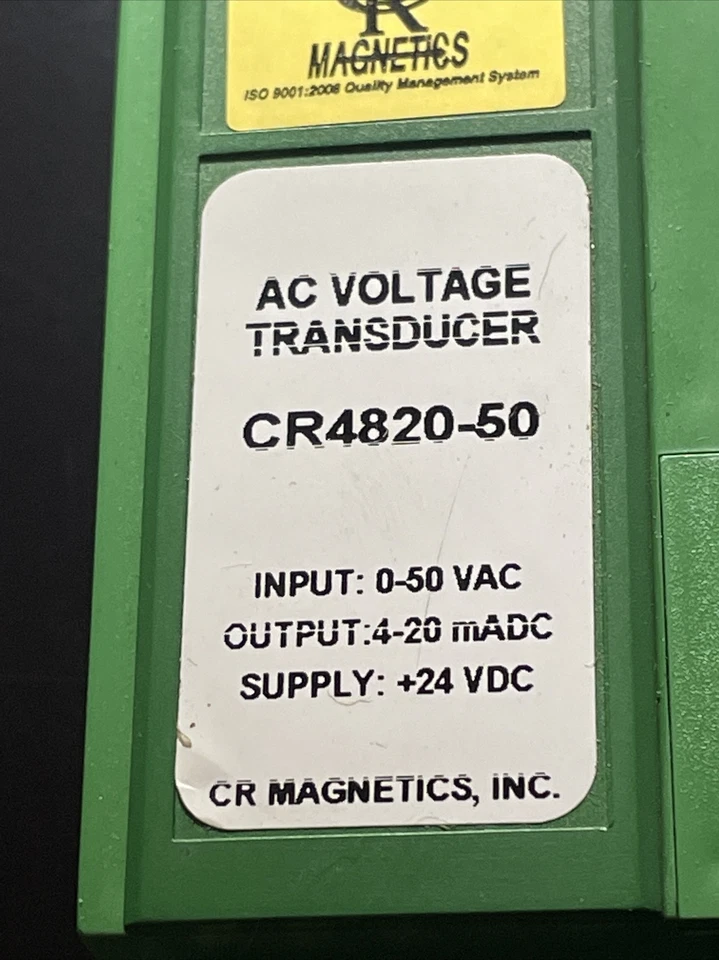 CR
MAGNETICS
ISO 9001:2008 Quality Management System
AC VOLTAGE
TRANSDUCER
CR4820-50
INPUT: 0-50 VAC
OUTPUT:4-20 mADC
SUPPLY: +24 VDC
CR MAGNETICS, INC.